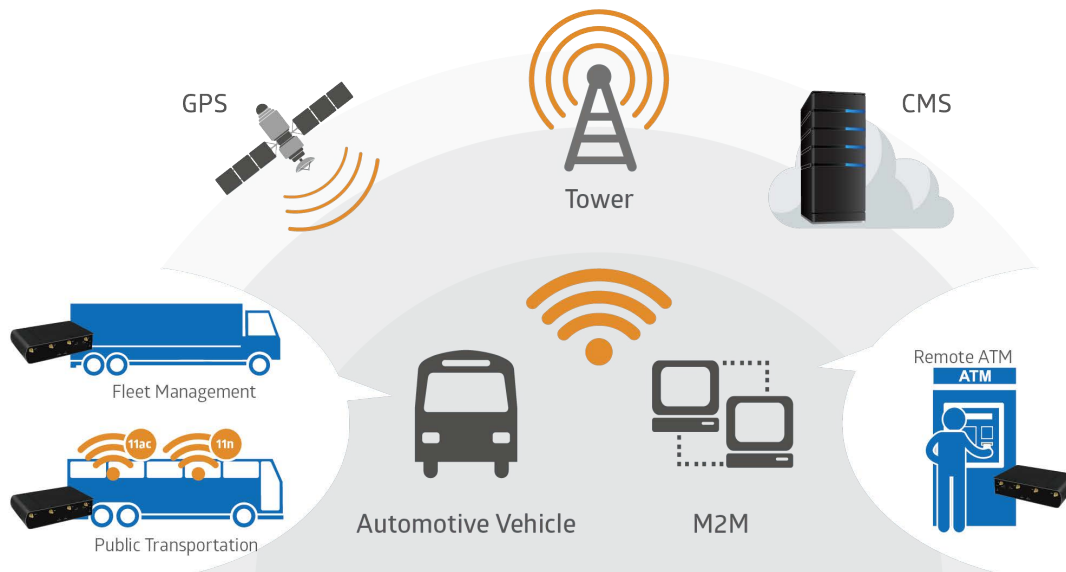 GPS
Tower
CMS
Fleet Management
11ac
11n
Public Transportation
Automotive Vehicle
M2M
Remote ATM
ATM